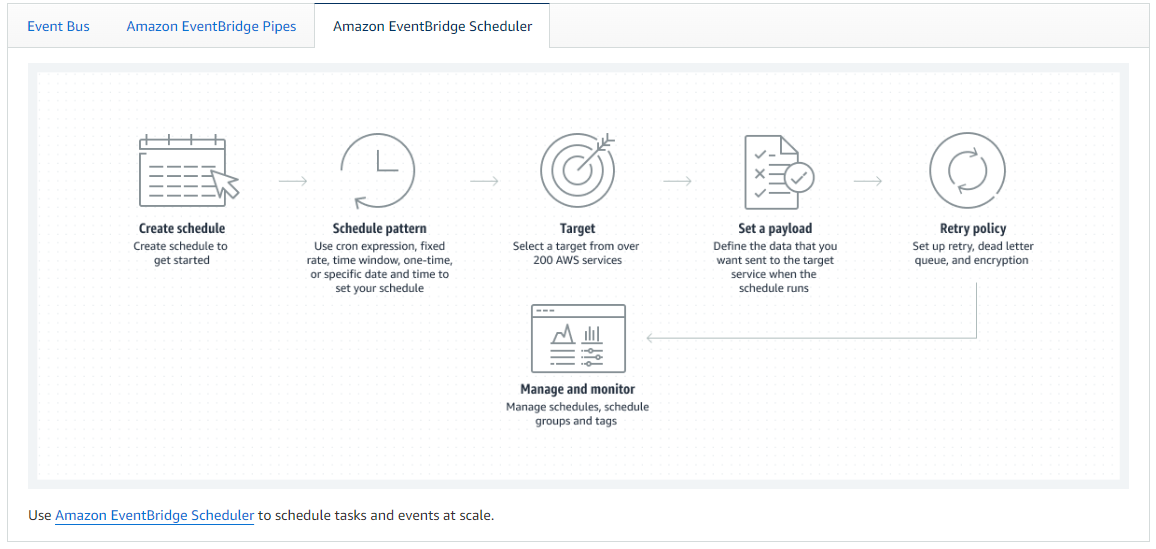 Event Bus
Amazon EventBridge Pipes
Amazon EventBridge Scheduler
Create schedule
Create schedule to
get started
Schedule pattern
Use cron expression, fixed
rate, time window, one-time,
or specific date and time to
set your schedule
Target
Select a target from over
200 AWS services
Set a payload
Define the data that you
want sent to the target
service when the
schedule runs
Retry policy
Set up retry, dead letter
queue, and encryption
Manage and monitor
Manage schedules, schedule
groups and tags
Use Amazon EventBridge Scheduler to schedule tasks and events at scale.